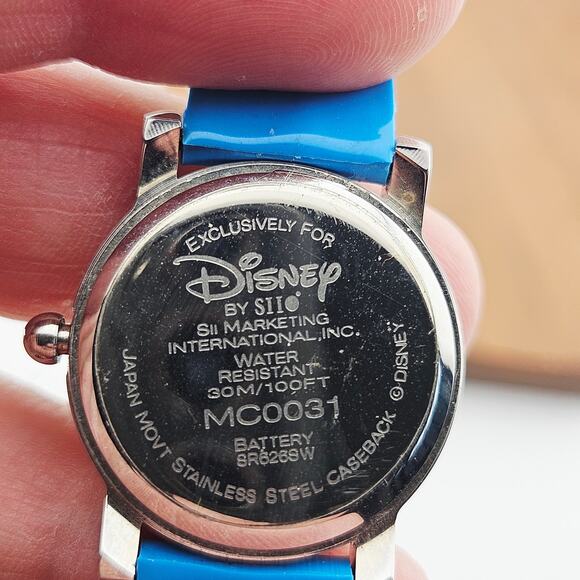 EXCLUSIVELY FOR
Disney
BY SII
SII MARKETING
INTERNATIONAL, INC.
WATER
RESISTANT
30M/100FT
MC0031
BATTERY
SR626SW
JAPAN MOVT STAINLESS STEEL CASEBACK © DISNEY